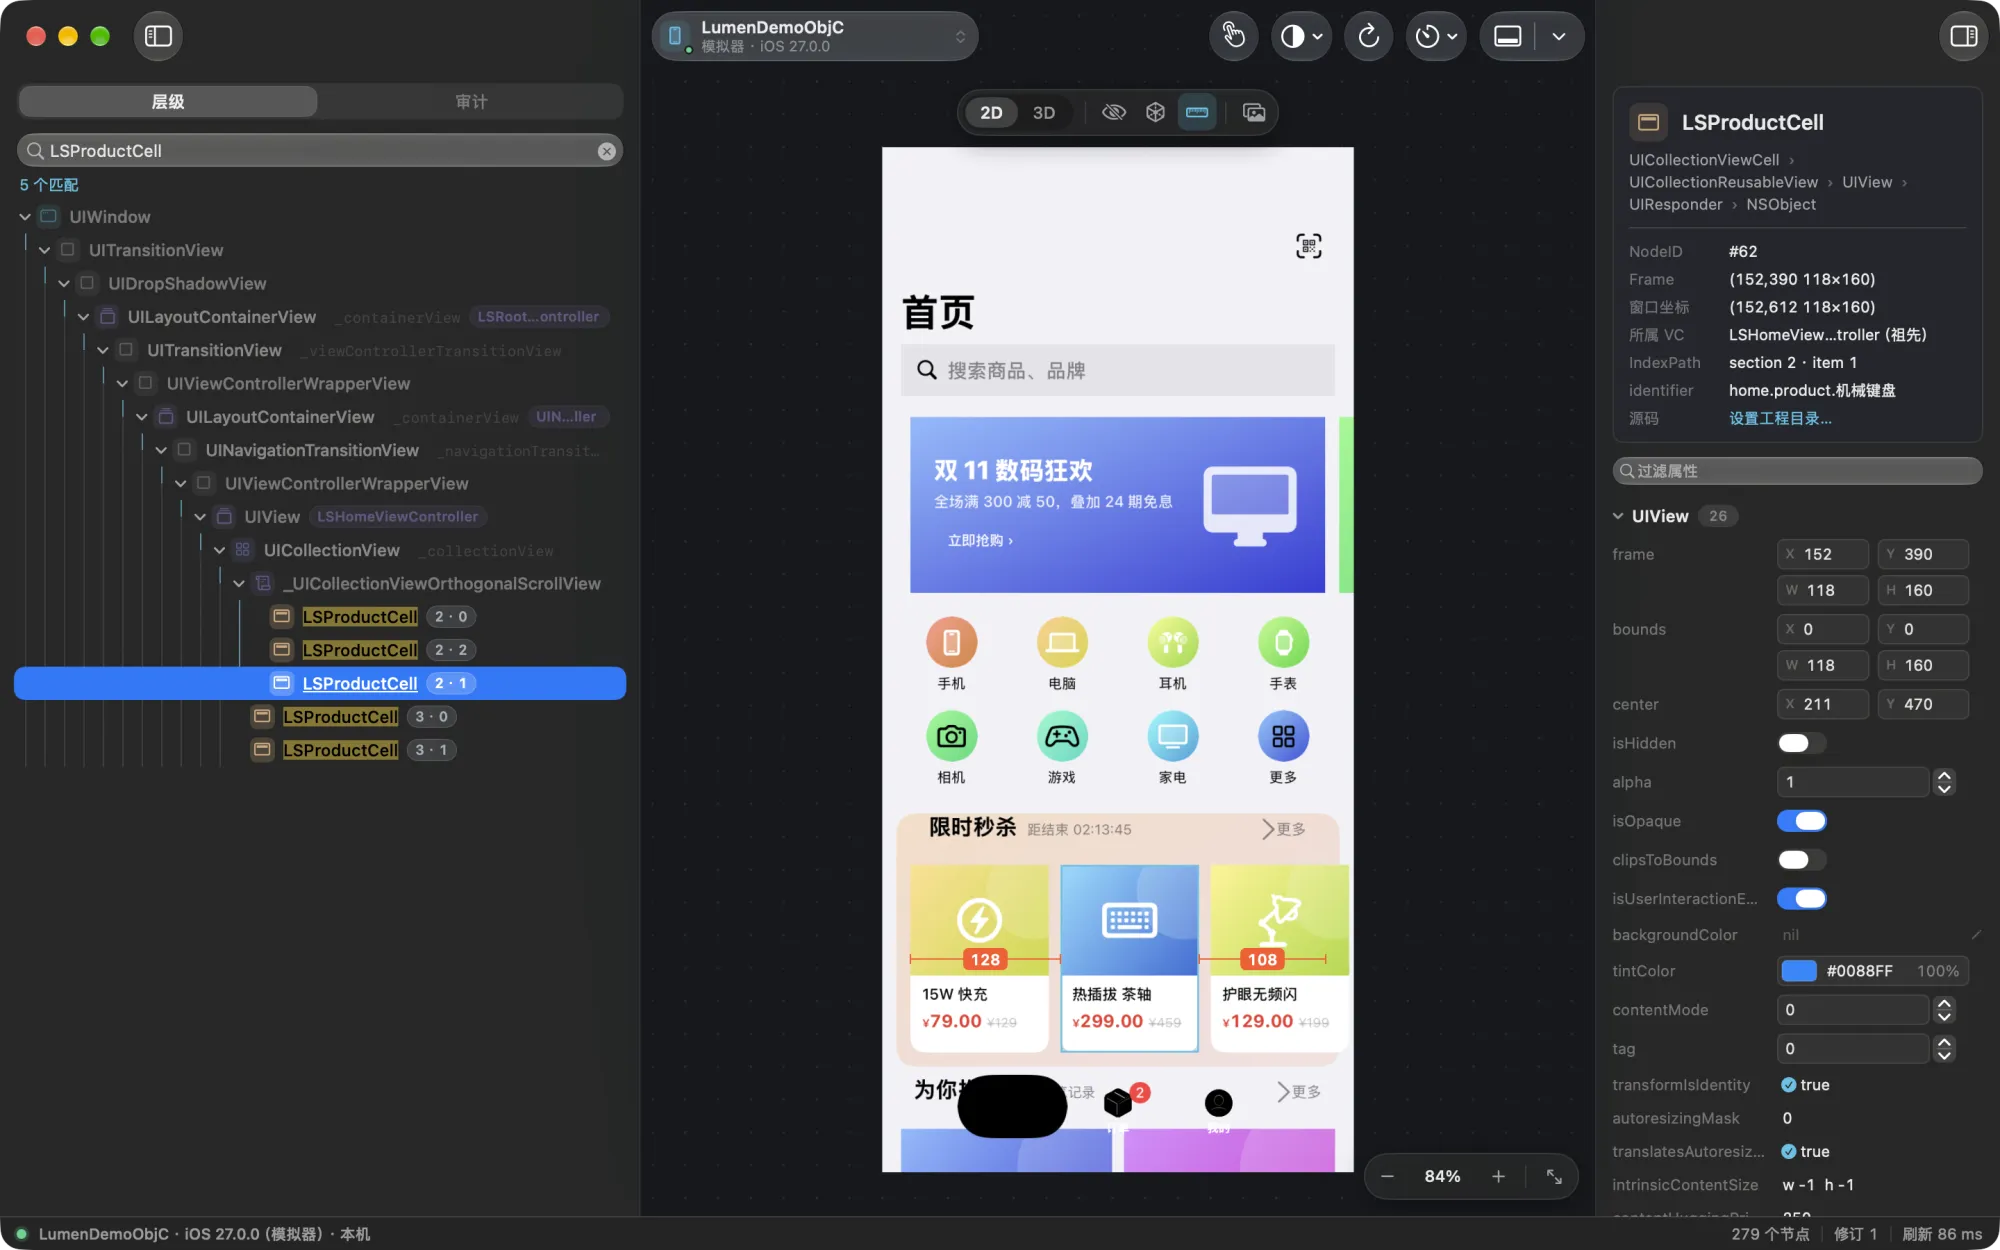 LumenDemoObjC
模拟器 · iOS 27.0.0
层级
审计
LSProductCell
5 个匹配
UIWindow
UITransitionView
UIDropShadowView
UILayoutContainerView _containerView LSRoot...ontroller
UITransitionView _viewControllerTransitionView
UIViewControllerWrapperView
UILayoutContainerView _containerView UIN...ller
UINavigationTransitionView _navigationTransit...
UIViewControllerWrapperView
UIView LSHomeViewController
UICollectionView _collectionView
_UICollectionViewOrthogonalScrollView
LSProductCell 2 · 0
LSProductCell 2 · 2
LSProductCell 2 · 1
LSProductCell 3 · 0
LSProductCell 3 · 1
2D 3D
首页
搜索商品、品牌
双 11 数码狂欢
全场满 300 减 50，叠加 24 期免息
立即抢购 ›
手机 电脑 耳机 手表
相机 游戏 家电 更多
限时秒杀 距结束 02:13:45 更多
128 108
15W 快充 热插拔 茶轴 护眼无频闪
¥79.00 ¥129 ¥299.00 ¥459 ¥129.00 ¥199
为你 记录 2 更多
我的
84%
LSProductCell
UICollectionViewCell ›
UICollectionReusableView › UIView ›
UIResponder › NSObject
NodeID #62
Frame (152,390 118×160)
窗口坐标 (152,612 118×160)
所属 VC LSHomeView...troller (祖先)
IndexPath section 2 · item 1
identifier home.product.机械键盘
源码 设置工程目录...
过滤属性
UIView 26
frame X 152 Y 390
W 118 H 160
bounds X 0 Y 0
W 118 H 160
center X 211 Y 470
isHidden
alpha 1
isOpaque
clipsToBounds
isUserInteractionE...
backgroundColor nil
tintColor #0088FF 100%
contentMode 0
tag 0
transformIsIdentity true
autoresizingMask 0
translatesAutoresiz... true
intrinsicContentSize w -1 h -1
LumenDemoObjC · iOS 27.0.0 (模拟器) · 本机
279 个节点 修订 1 刷新 86 ms